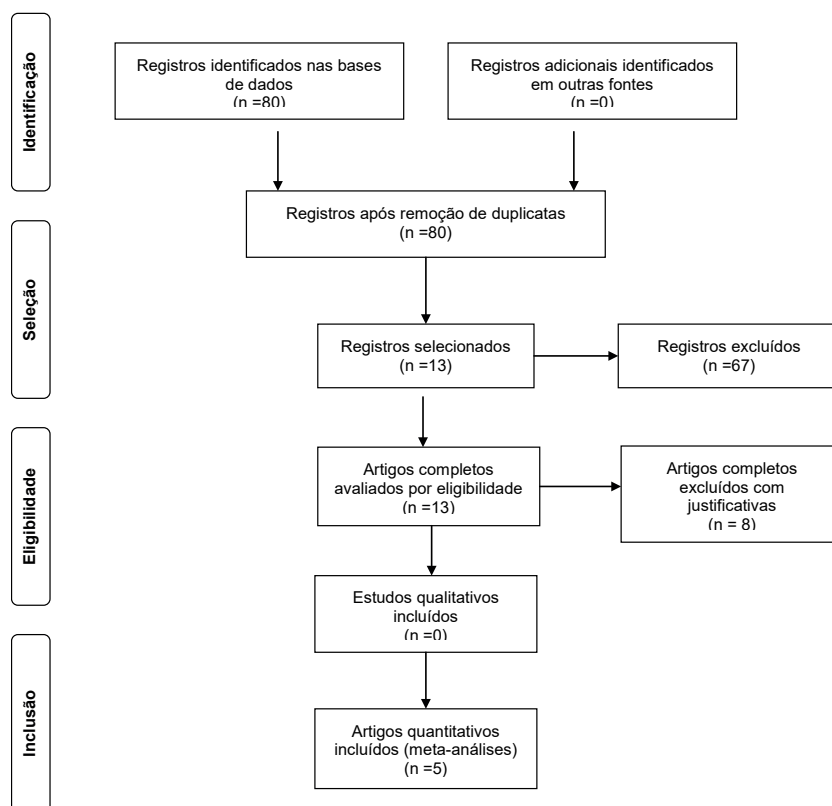 Identificação
Registros identificados nas bases
de dados
(n =80)
Registros adicionais identificados
em outras fontes
(n =0)
Registros após remoção de duplicatas
(n =80)
Seleção
Registros selecionados
(n =13)
Registros excluídos
(n =67)
Eligibilidade
Artigos completos
avaliados por eligibilidade
(n =13)
Artigos completos
excluídos com
justificativas
(n = 8)
Estudos qualitativos
incluídos
(n =0)
Inclusão
Artigos quantitativos
incluídos (meta-análises)
(n =5)